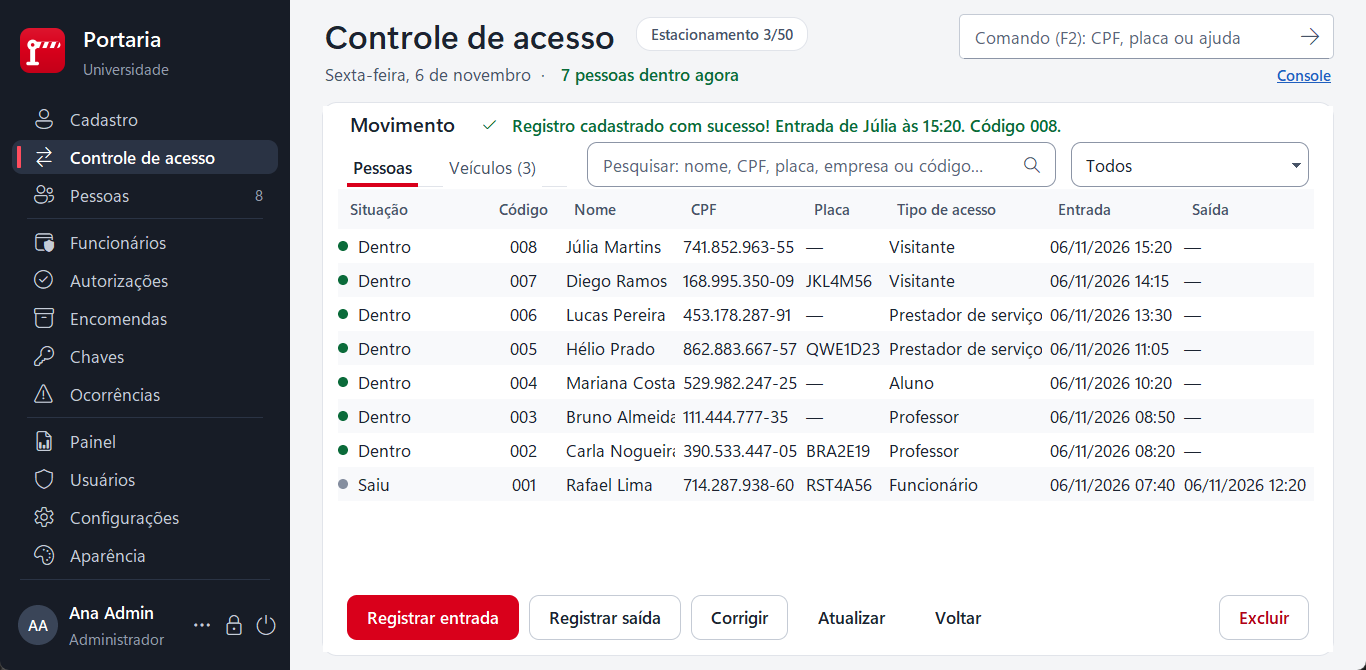 Portaria
Universidade
Cadastro
Controle de acesso
Pessoas 8
Funcionários
Autorizações
Encomendas
Chaves
Ocorrências
Painel
Usuários
Configurações
Aparência
AA
Ana Admin
Administrador
Controle de acesso
Estacionamento 3/50
Comando (F2): CPF, placa ou ajuda
Sexta-feira, 6 de novembro · 7 pessoas dentro agora
Console
Movimento
Registro cadastrado com sucesso! Entrada de Júlia às 15:20. Código 008.
Pessoas Veículos (3)
Pesquisar: nome, CPF, placa, empresa ou código...
Todos
Situação Código Nome CPF Placa Tipo de acesso Entrada Saída
Dentro 008 Júlia Martins 741.852.963-55 — Visitante 06/11/2026 15:20 —
Dentro 007 Diego Ramos 168.995.350-09 JKL4M56 Visitante 06/11/2026 14:15 —
Dentro 006 Lucas Pereira 453.178.287-91 — Prestador de serviço 06/11/2026 13:30 —
Dentro 005 Hélio Prado 862.883.667-57 QWE1D23 Prestador de serviço 06/11/2026 11:05 —
Dentro 004 Mariana Costa 529.982.247-25 — Aluno 06/11/2026 10:20 —
Dentro 003 Bruno Almeida 111.444.777-35 — Professor 06/11/2026 08:50 —
Dentro 002 Carla Nogueira 390.533.447-05 BRA2E19 Professor 06/11/2026 08:20 —
Saiu 001 Rafael Lima 714.287.938-60 RST4A56 Funcionário 06/11/2026 07:40 06/11/2026 12:20
Registrar entrada Registrar saída Corrigir Atualizar Voltar Excluir